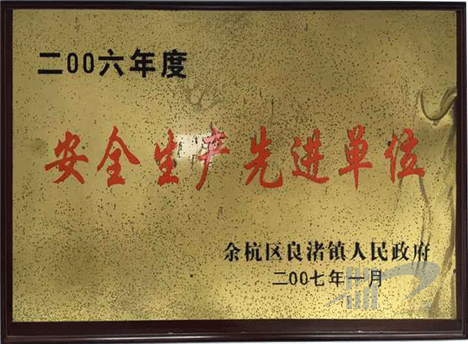 二00六年度
安全生产先进单位
余杭区良渚镇人民政府
二00七年一月